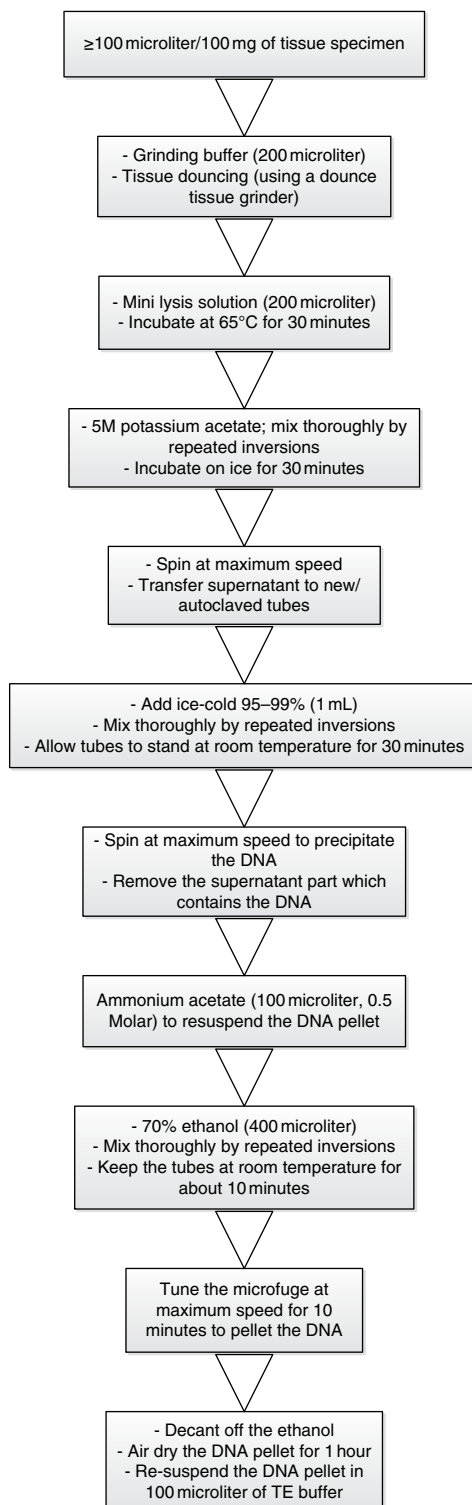 ≥100 microliter/100 mg of tissue specimen
- Grinding buffer (200 microliter)
- Tissue douncing (using a dounce
tissue grinder)
- Mini lysis solution (200 microliter)
- Incubate at 65°C for 30 minutes
- 5M potassium acetate; mix thoroughly by
repeated inversions
- Incubate on ice for 30 minutes
- Spin at maximum speed
- Transfer supernatant to new/
autoclaved tubes
- Add ice-cold 95–99% (1 mL)
- Mix thoroughly by repeated inversions
- Allow tubes to stand at room temperature for 30 minutes
- Spin at maximum speed to precipitate
the DNA
- Remove the supernatant part which
contains the DNA
Ammonium acetate (100 microliter, 0.5
Molar) to resuspend the DNA pellet
- 70% ethanol (400 microliter)
- Mix thoroughly by repeated inversions
- Keep the tubes at room temperature for
about 10 minutes
Tune the microfuge at
maximum speed for 10
minutes to pellet the DNA
- Decant off the ethanol
- Air dry the DNA pellet for 1 hour
- Re-suspend the DNA pellet in
100 microliter of TE buffer